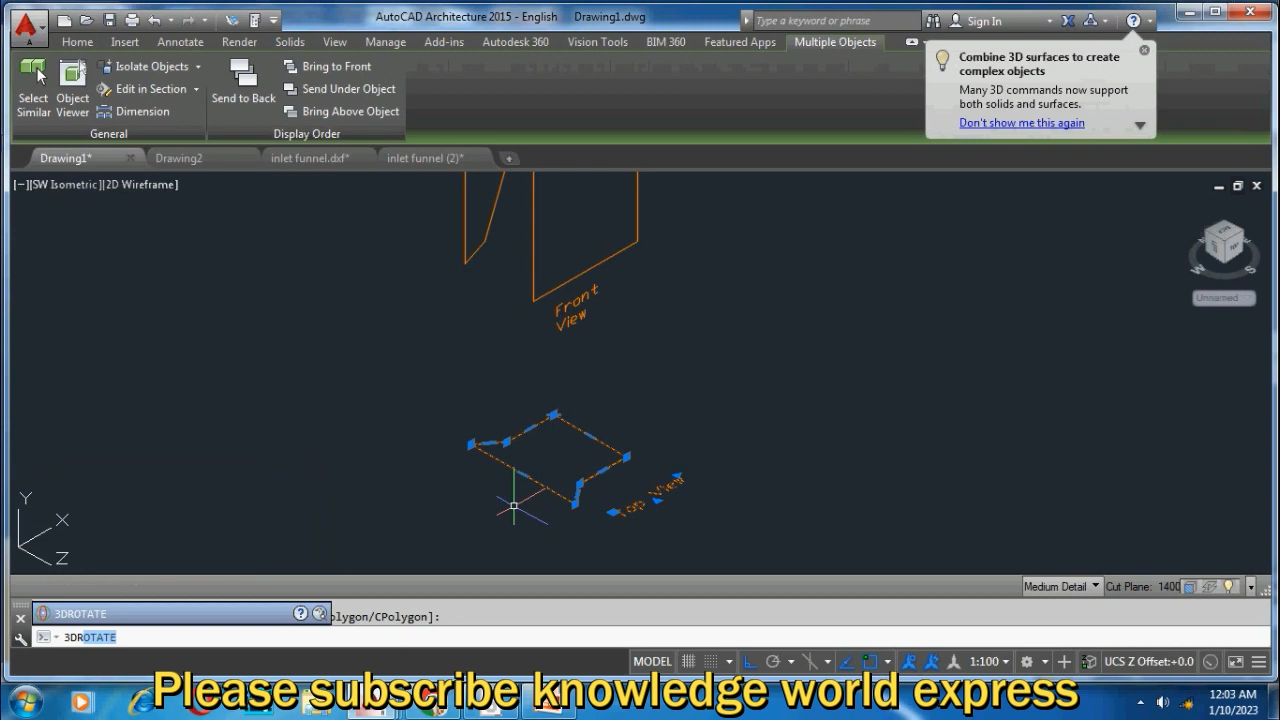 AutoCAD Architecture 2015 - English Drawing1.dwg
Type a keyword or phrase
Sign In
Home Insert Annotate Render Solids View Manage Add-ins Autodesk 360 Vision Tools BIM 360 Featured Apps Multiple Objects
Select Similar
Object Viewer
Isolate Objects
Edit in Section
Dimension
General
Send to Back
Bring to Front
Send Under Object
Bring Above Object
Display Order
Combine 3D surfaces to create
complex objects
Many 3D commands now support
both solids and surfaces.
Don't show me this again
Drawing1* Drawing2 inlet funnel.dxf* inlet funnel (2)*
[−][SW Isometric][2D Wireframe]
Front
View
Top View
W S
Unnamed
Y
X
Z
Medium Detail Cut Plane: 1400
3DROTATE
olygon/CPolygon]:
3DROTATE
MODEL 1:100 UCS Z Offset:+0.0
Please subscribe knowledge world express
12:03 AM
1/10/2023